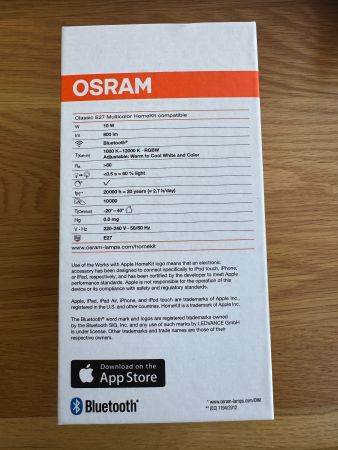 OSRAM
Classic E27 Multicolor HomeKit compatible
W 10 W
lm 800 lm
Bluetooth®
T[Kelvin] 1000 K–12000 K · RGBW
Adjustable: Warm to Cool White and Color
Ra >80
<0.5 s = 60 % light
20000 h = 20 years (= 2.7 h/day)
10000
T[Celsius] -20°–40°
Hg 0.0 mg
V · Hz 220-240 V · 50/60 Hz
E27
www.osram-lamps.com/homekit
Use of the Works with Apple HomeKit logo means that an electronic
accessory has been designed to connect specifically to iPod touch, iPhone,
or iPad, respectively, and has been certified by the developer to meet Apple
performance standards. Apple is not responsible for the operation of this
device or its compliance with safety and regulatory standards.
Apple, iPad, iPad Air, iPhone, and iPod touch are trademarks of Apple Inc.,
registered in the U.S. and other countries. HomeKit is a trademark of Apple Inc.
The Bluetooth® word mark and logos are registered trademarks owned
by the Bluetooth SIG, Inc. and any use of such marks by LEDVANCE GmbH
is under license. Other trademarks and trade names are those of their
respective owners.
Download on the
App Store
Bluetooth®
* www.osram-lamps.com/DIM
** (EG) 1194/2012